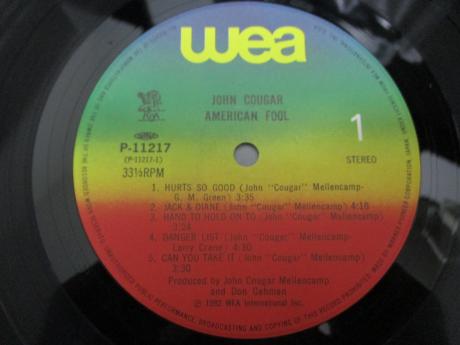 wea
JOHN COUGAR
AMERICAN FOOL
P-11217
(P-11217-1)
33⅓RPM
1
STEREO
1. HURTS SO GOOD (John "Cougar" Mellencamp-
G. M. Green) 3:35
2. JACK & DIANE (John "Cougar" Mellencamp) 4:16
3. HAND TO HOLD ON TO (John "Cougar" Mellencamp)
3:24
4. DANGER LIST (John "Cougar" Mellencamp-
Larry Crane) 4:30
5. CAN YOU TAKE IT (John "Cougar" Mellencamp)
3:30
Produced by John Cougar Mellencamp
and Don Gehman
℗ 1982 WEA International Inc.